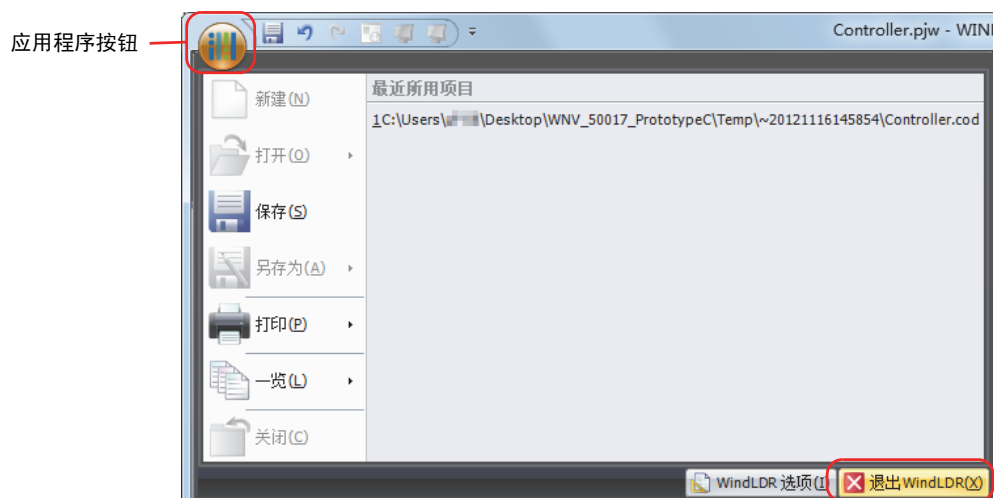 应用程序按钮
Controller.pjw - WIN
最近所用项目
新建(N)
1C:\Users\ \Desktop\WNV_50017_PrototypeC\Temp\~20121116145854\Controller.cod
打开(O)
保存(S)
另存为(A)
打印(P)
一览(L)
关闭(C)
WindLDR 选项(I
退出WindLDR(X)